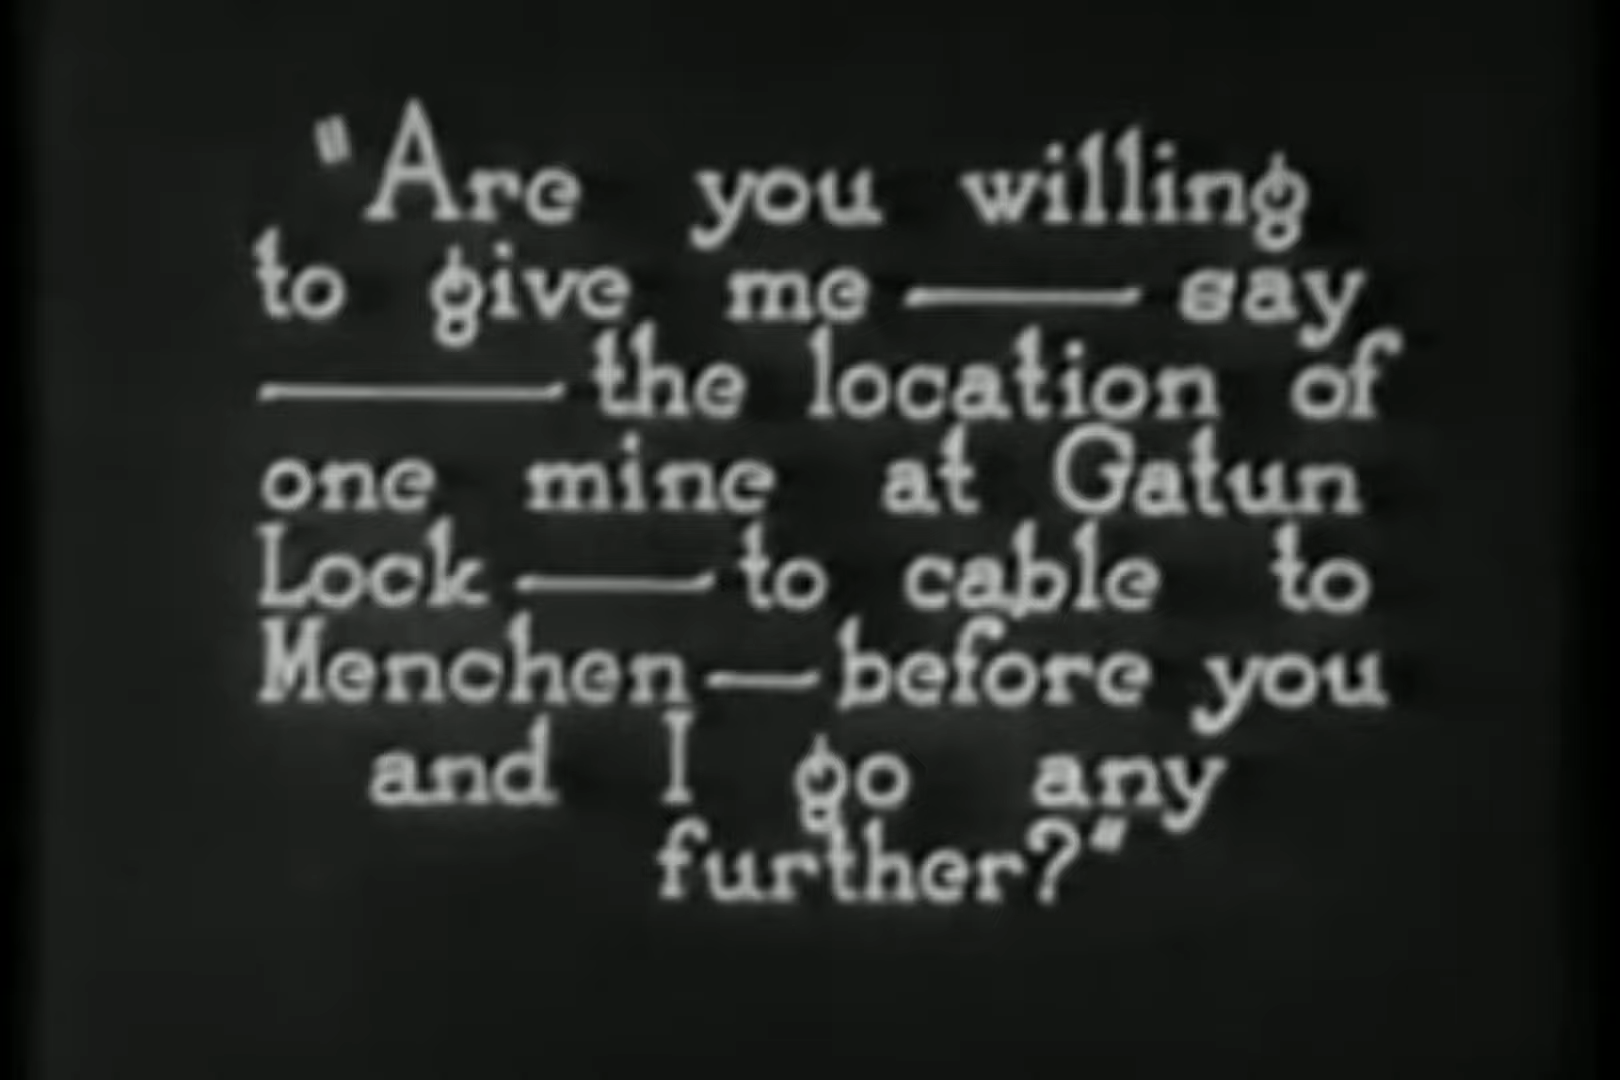 "Are you willing
to give me —— say
—— the location of
one mine at Gatun
Lock —— to cable to
Menchen — before you
and I go any
further?"